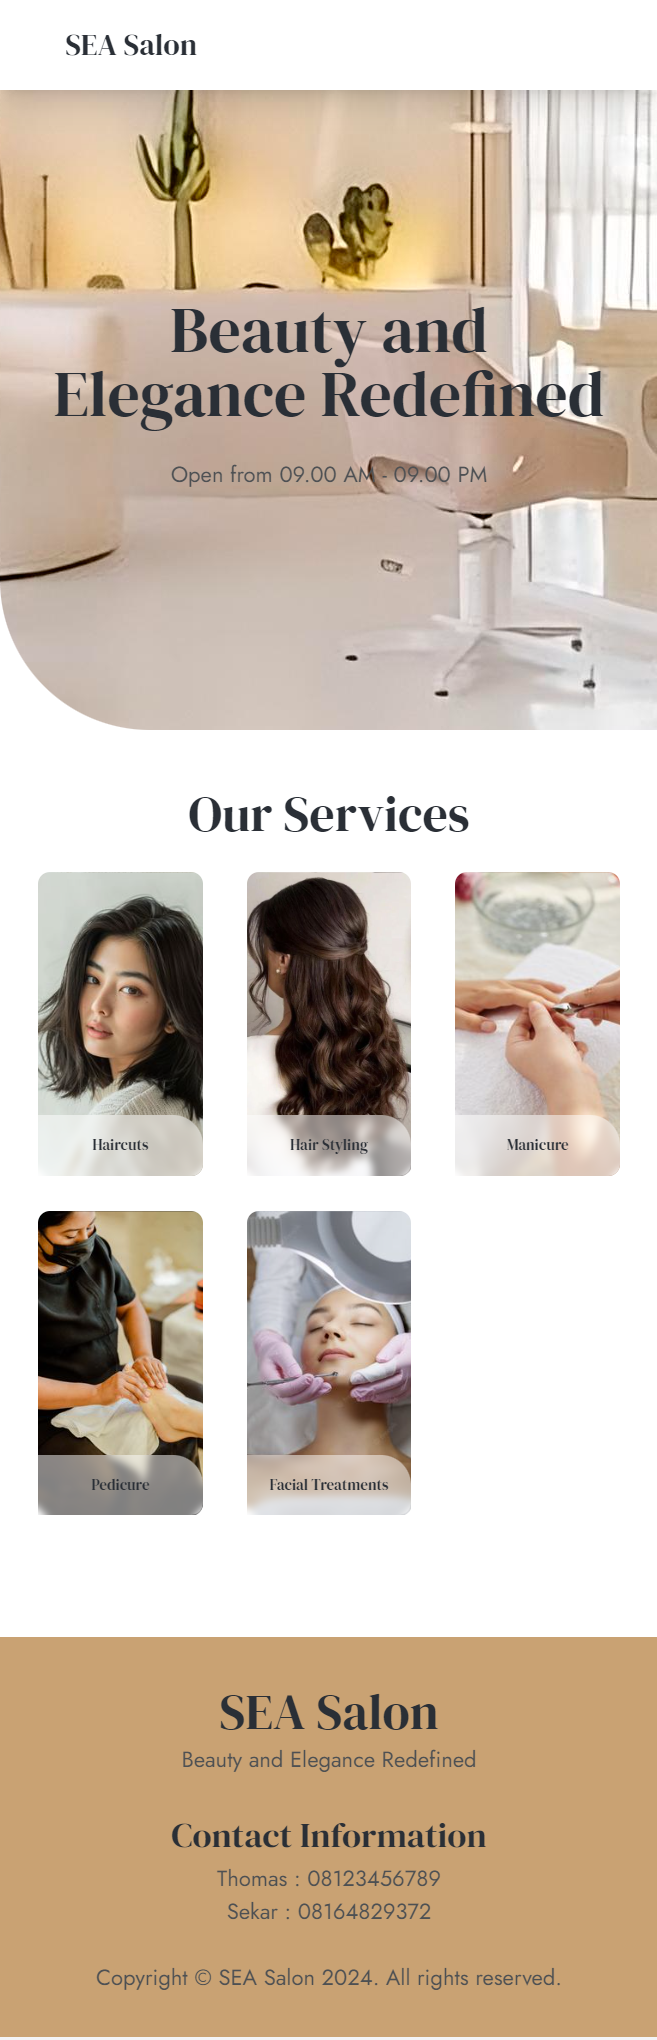 SEA Salon
Beauty and
Elegance Redefined
Open from 09.00 AM - 09.00 PM
Our Services
Haircuts
Hair Styling
Manicure
Pedicure
Facial Treatments
SEA Salon
Beauty and Elegance Redefined
Contact Information
Thomas : 08123456789
Sekar : 08164829372
Copyright © SEA Salon 2024. All rights reserved.